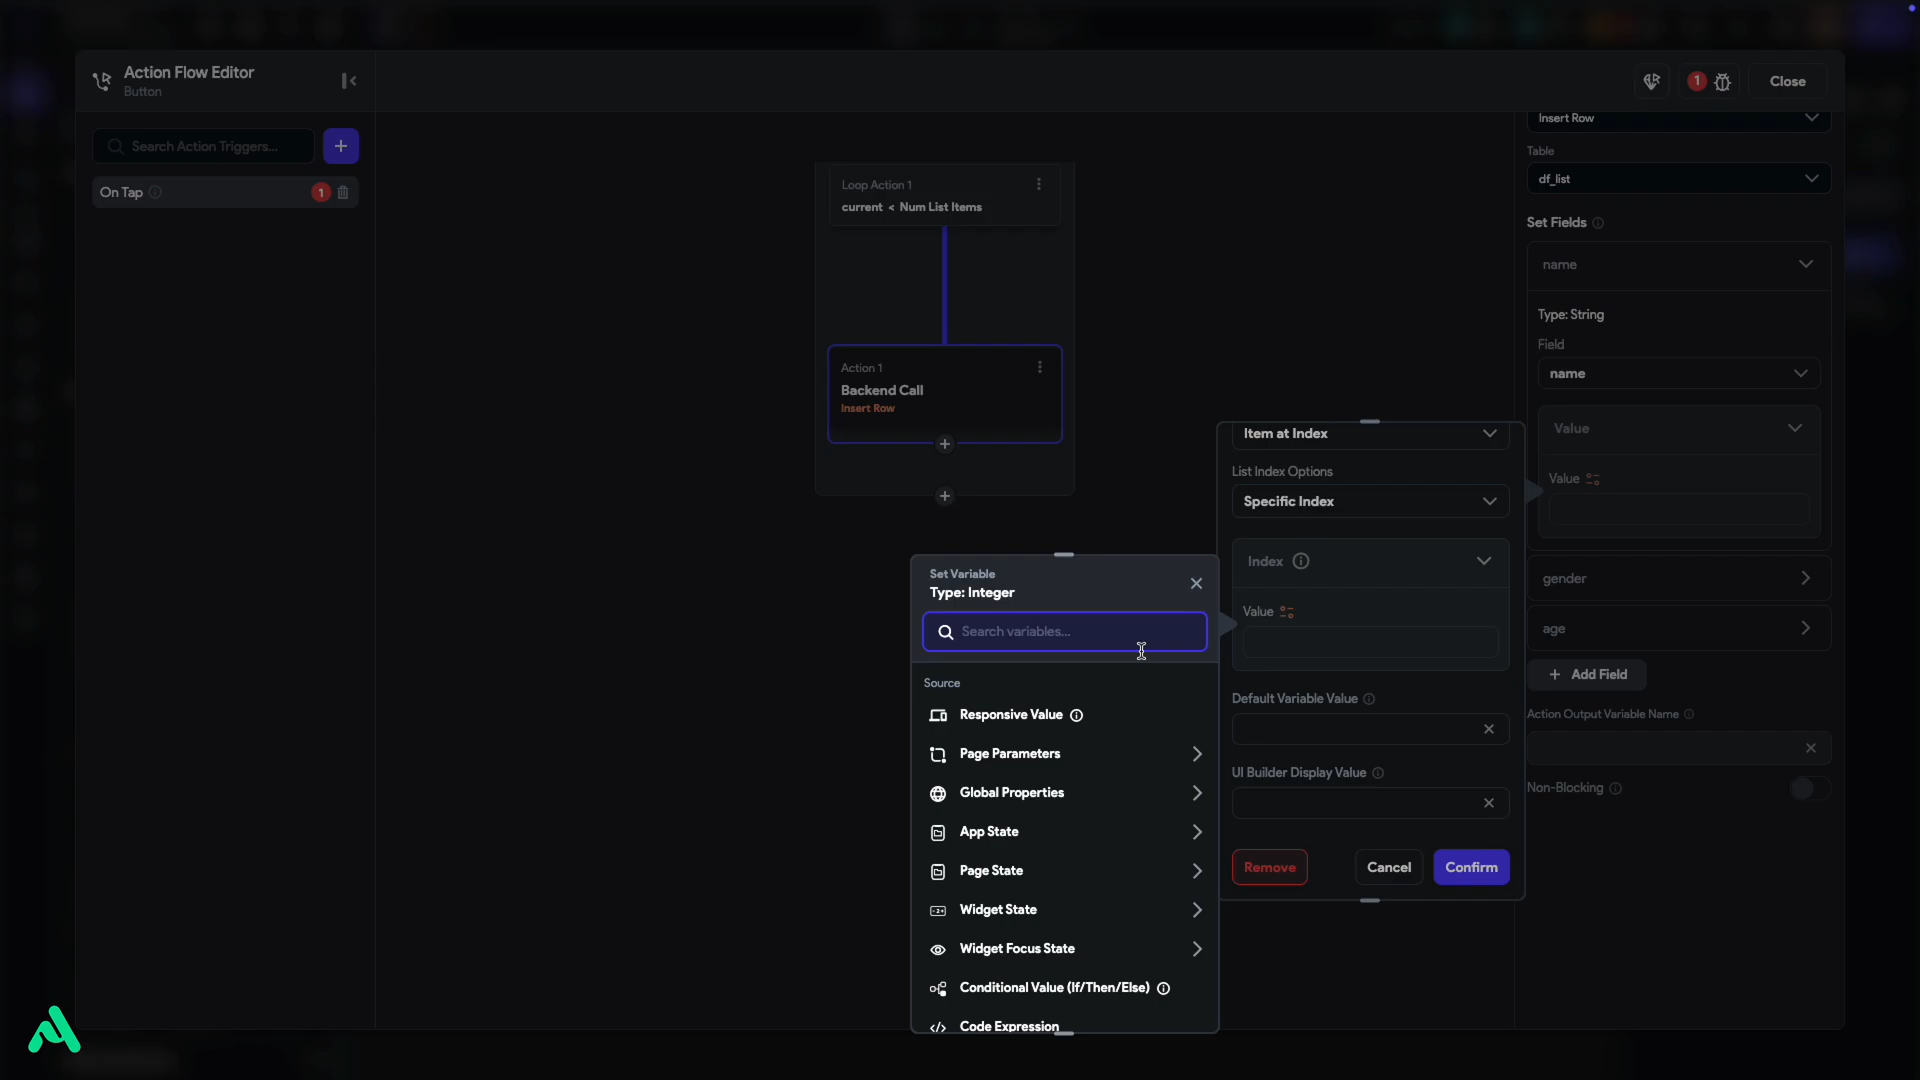 Action Flow Editor
Button
Close
1
Search Action Triggers...
On Tap
1
Loop Action 1
current < Num List Items
Action 1
Backend Call
Insert Row
Insert Row
Table
df_list
Set Fields
name
Type: String
Field
name
Value
Value
gender
age
Add Field
Action Output Variable Name
Non-Blocking
Item at Index
List Index Options
Specific Index
Index
Value
Default Variable Value
UI Builder Display Value
Remove
Cancel
Confirm
Set Variable
Type: Integer
Search variables...
Source
Responsive Value
Page Parameters
Global Properties
App State
Page State
Widget State
Widget Focus State
Conditional Value (If/Then/Else)
Code Expression